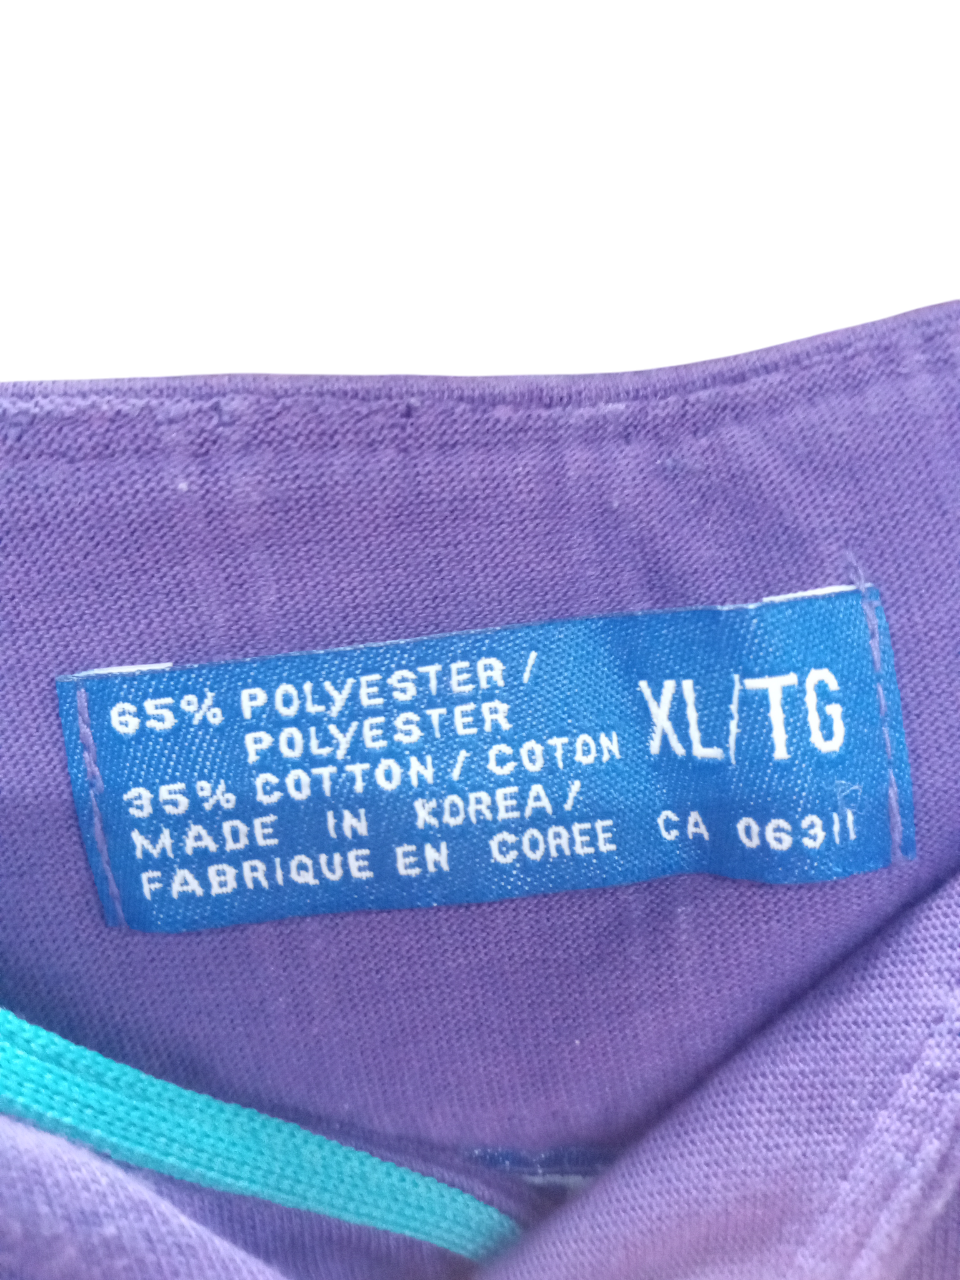 65% POLYESTER /
POLYESTER
35% COTTON / COTON
MADE IN KOREA /
FABRIQUE EN COREE CA 06311
XL/TG